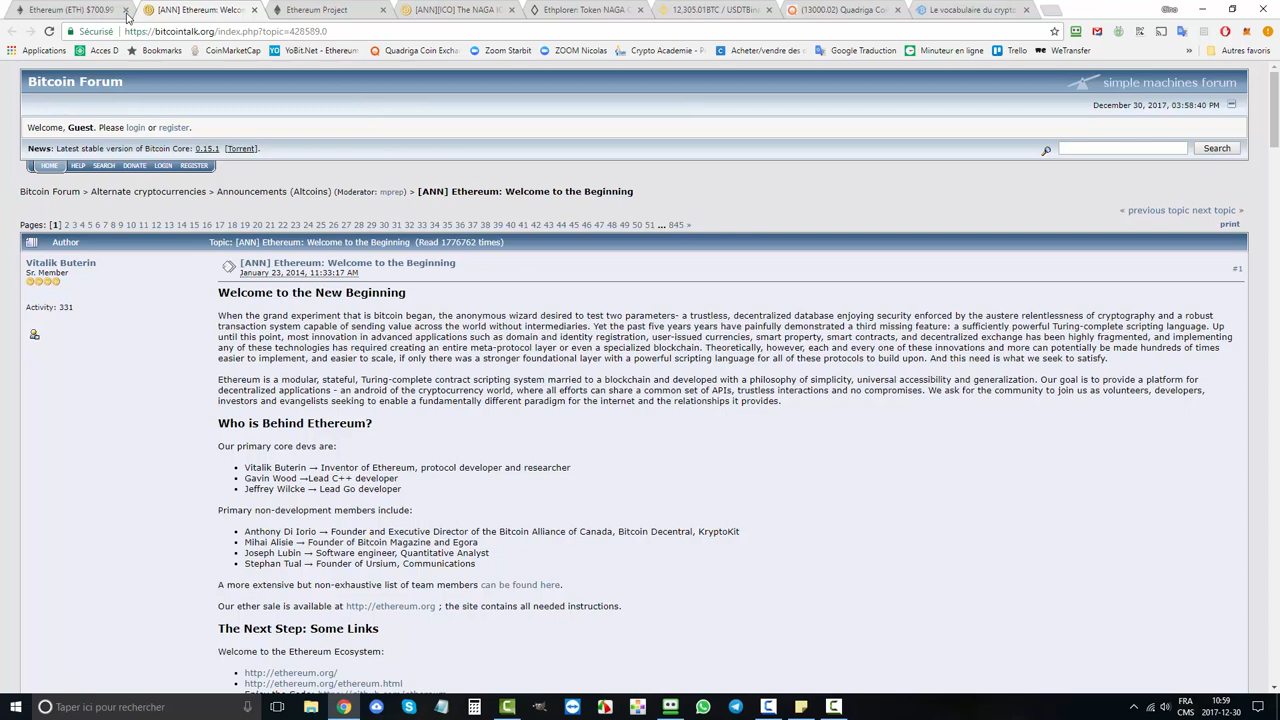 Ethereum (ETH) $700.99
[ANN] Ethereum: Welcom
Ethereum Project
[ANN][ICO] The NAGA IC
Ethplorer: Token NAGA C
12,305.01BTC / USDTBin
(13000.02) Quadriga Coi
Le vocabulaire du crypto
Gino
Sécurisé
https://bitcointalk.org/index.php?topic=428589.0
Applications
Acces D
Bookmarks
CoinMarketCap
YoBit.Net - Ethereum
Quadriga Coin Exchan
Zoom Starbit
ZOOM Nicolas
Crypto Academie - P
Acheter/vendre des c
Google Traduction
Minuteur en ligne
Trello
WeTransfer
»
Autres favoris
Bitcoin Forum
simple machines forum
December 30, 2017, 03:58:40 PM
Welcome, Guest. Please login or register.
News: Latest stable version of Bitcoin Core: 0.15.1 [Torrent].
Search
HOME HELP SEARCH DONATE LOGIN REGISTER
Bitcoin Forum > Alternate cryptocurrencies > Announcements (Altcoins) (Moderator: mprep) > [ANN] Ethereum: Welcome to the Beginning
« previous topic next topic »
Pages: [1] 2 3 4 5 6 7 8 9 10 11 12 13 14 15 16 17 18 19 20 21 22 23 24 25 26 27 28 29 30 31 32 33 34 35 36 37 38 39 40 41 42 43 44 45 46 47 48 49 50 51 ... 845 »
print
Author
Topic: [ANN] Ethereum: Welcome to the Beginning (Read 1776762 times)
Vitalik Buterin
Sr. Member
Activity: 331
[ANN] Ethereum: Welcome to the Beginning
January 23, 2014, 11:33:17 AM
#1
Welcome to the New Beginning
When the grand experiment that is bitcoin began, the anonymous wizard desired to test two parameters- a trustless, decentralized database enjoying security enforced by the austere relentlessness of cryptography and a robust
transaction system capable of sending value across the world without intermediaries. Yet the past five years years have painfully demonstrated a third missing feature: a sufficiently powerful Turing-complete scripting language. Up
until this point, most innovation in advanced applications such as domain and identity registration, user-issued currencies, smart property, smart contracts, and decentralized exchange has been highly fragmented, and implementing
any of these technologies has required creating an entire meta-protocol layer or even a specialized blockchain. Theoretically, however, each and every one of these innovations and more can potentially be made hundreds of times
easier to implement, and easier to scale, if only there was a stronger foundational layer with a powerful scripting language for all of these protocols to build upon. And this need is what we seek to satisfy.
Ethereum is a modular, stateful, Turing-complete contract scripting system married to a blockchain and developed with a philosophy of simplicity, universal accessibility and generalization. Our goal is to provide a platform for
decentralized applications - an android of the cryptocurrency world, where all efforts can share a common set of APIs, trustless interactions and no compromises. We ask for the community to join us as volunteers, developers,
investors and evangelists seeking to enable a fundamentally different paradigm for the internet and the relationships it provides.
Who is Behind Ethereum?
Our primary core devs are:
• Vitalik Buterin → Inventor of Ethereum, protocol developer and researcher
• Gavin Wood →Lead C++ developer
• Jeffrey Wilcke → Lead Go developer
Primary non-development members include:
• Anthony Di Iorio → Founder and Executive Director of the Bitcoin Alliance of Canada, Bitcoin Decentral, KryptoKit
• Mihai Alisie → Founder of Bitcoin Magazine and Egora
• Joseph Lubin → Software engineer, Quantitative Analyst
• Stephan Tual → Founder of Ursium, Communications
A more extensive but non-exhaustive list of team members can be found here.
Our ether sale is available at http://ethereum.org ; the site contains all needed instructions.
The Next Step: Some Links
Welcome to the Ethereum Ecosystem:
• http://ethereum.org/
• http://ethereum.org/ethereum.html
Taper ici pour rechercher
FRA
CMS
10:59
2017-12-30